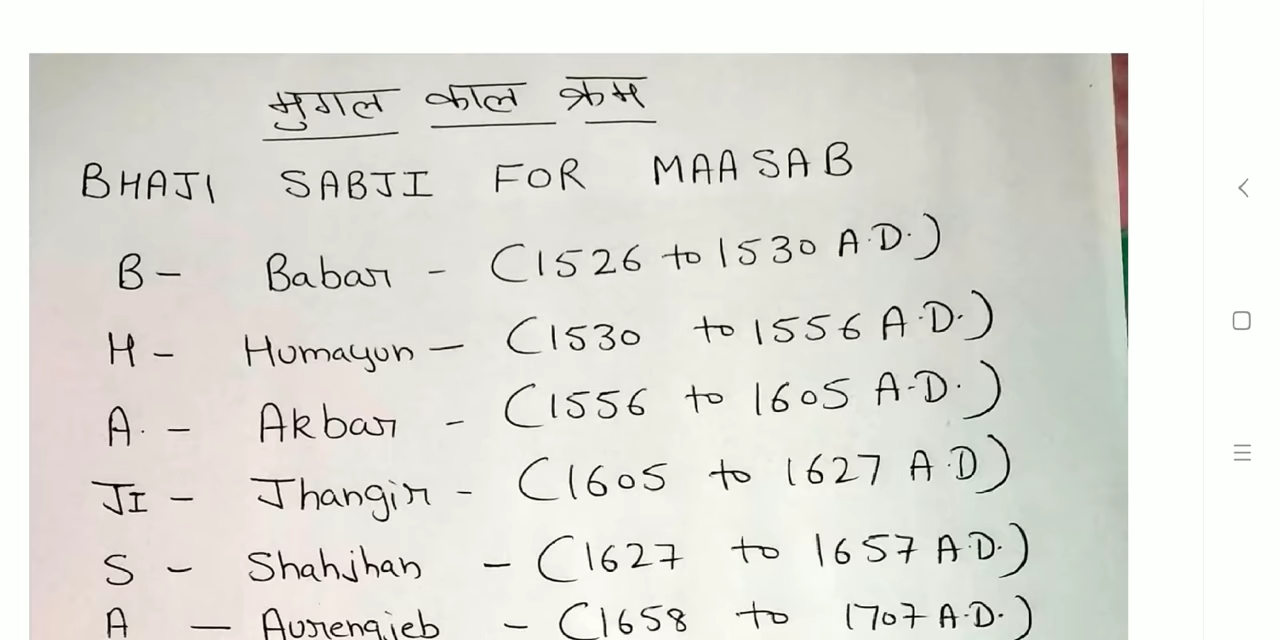 मुगल काल क्रम
BHAJI SABJI FOR MAASAB
B - Babar - (1526 to 1530 A.D.)
H - Humayun - (1530 to 1556 A.D.)
A. - Akbar - (1556 to 1605 A.D.)
JI - Jhangir - (1605 to 1627 A.D)
S - Shahjhan - (1627 to 1657 A.D.)
A - Aurengjeb - (1658 to 1707 A.D.)